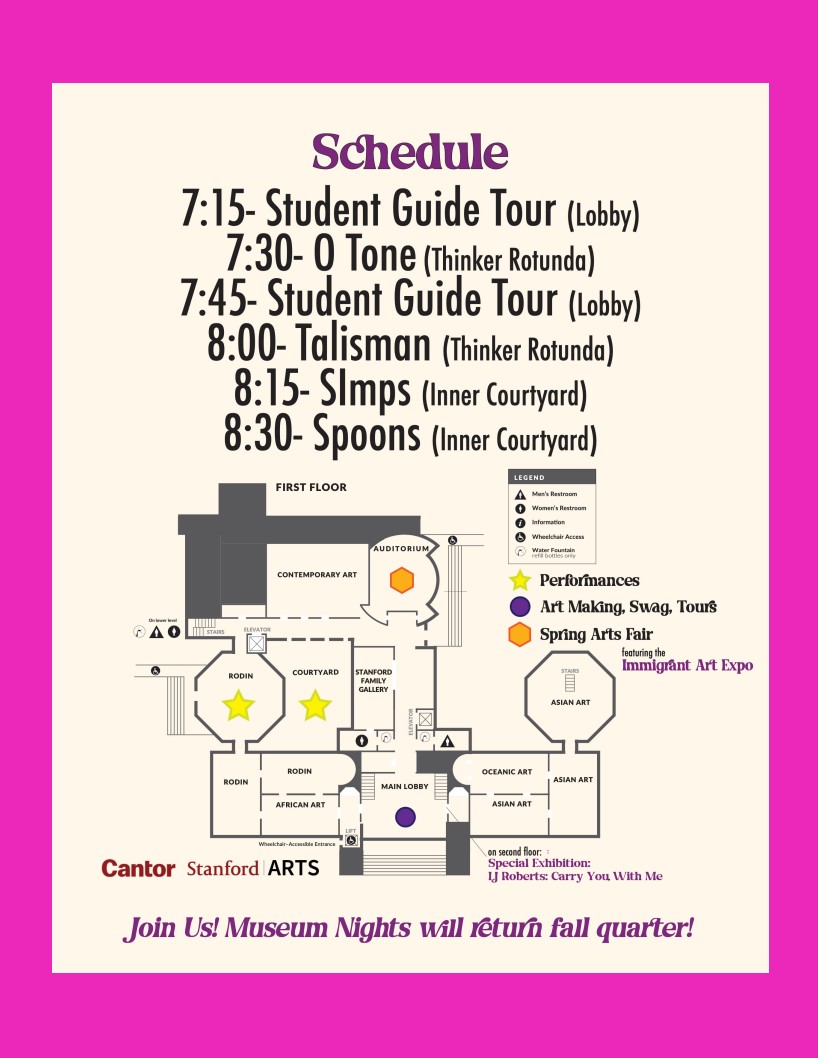 Schedule
7:15- Student Guide Tour (Lobby)
7:30- O Tone (Thinker Rotunda)
7:45- Student Guide Tour (Lobby)
8:00- Talisman (Thinker Rotunda)
8:15- SImps (Inner Courtyard)
8:30- Spoons (Inner Courtyard)
FIRST FLOOR
LEGEND
Men's Restroom
Women's Restroom
Information
Wheelchair Access
Water Fountain
refill bottles only
Performances
Art Making, Swag, Tours
Spring Arts Fair
featuring the
Immigrant Art Expo
AUDITORIUM
CONTEMPORARY ART
On lower level
STAIRS
ELEVATOR
RODIN
COURTYARD
STANFORD
FAMILY
GALLERY
ELEVATOR
STAIRS
ASIAN ART
RODIN
RODIN
AFRICAN ART
MAIN LOBBY
OCEANIC ART
ASIAN ART
ASIAN ART
LIFT
Wheelchair-Accessible Entrance
on second floor: :
Special Exhibition:
LJ Roberts: Carry You With Me
Cantor Stanford | ARTS
Join Us! Museum Nights will return fall quarter!